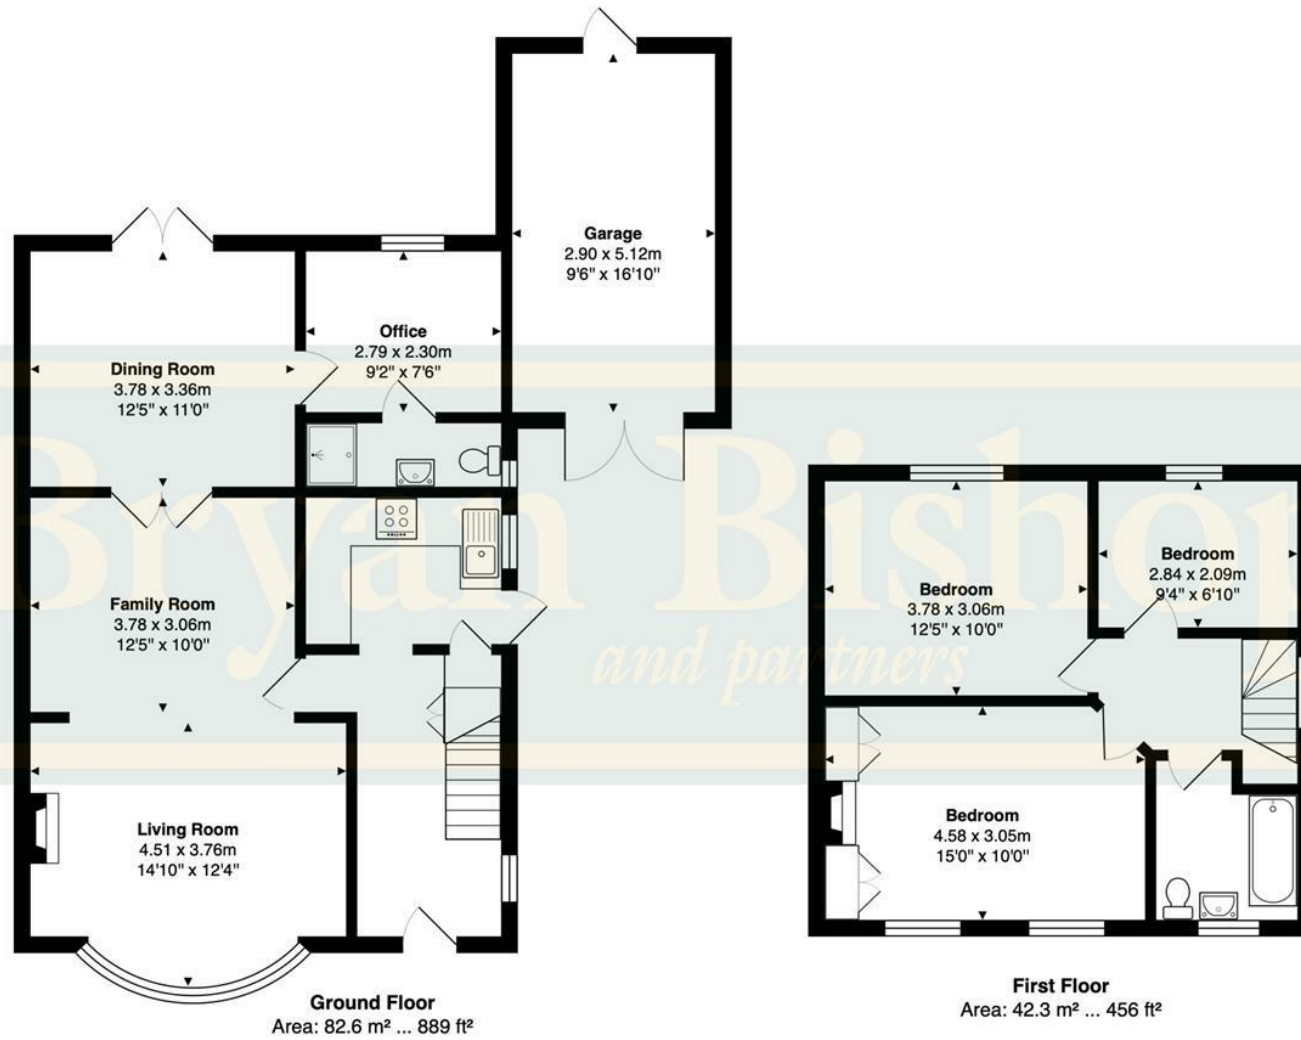 Garage
2.90 x 5.12m
9'6" x 16'10"
Office
2.79 x 2.30m
9'2" x 7'6"
Dining Room
3.78 x 3.36m
12'5" x 11'0"
Family Room
3.78 x 3.06m
12'5" x 10'0"
Living Room
4.51 x 3.76m
14'10" x 12'4"
Ground Floor
Area: 82.6 m² ... 889 ft²
Bedroom
3.78 x 3.06m
12'5" x 10'0"
Bedroom
2.84 x 2.09m
9'4" x 6'10"
Bedroom
4.58 x 3.05m
15'0" x 10'0"
First Floor
Area: 42.3 m² ... 456 ft²
Bryan Bishop
and partners